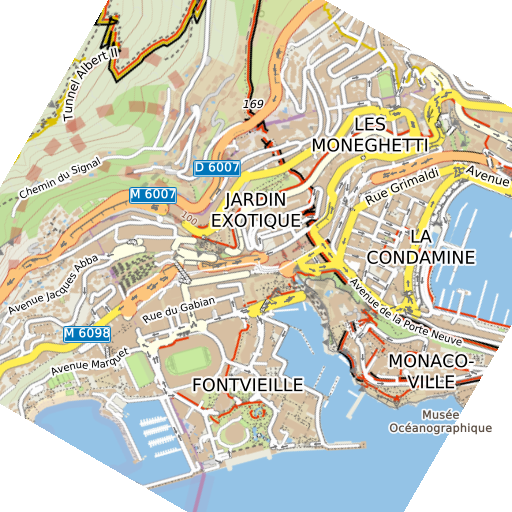 Tunnel Albert II
169
LES
MONEGHETTI
D 6007
Chemin du Signal
M 6007
Rue Grimaldi
Avenue
100
JARDIN
EXOTIQUE
LA
CONDAMINE
Avenue Jacques Abba
Rue du Gabian
Avenue de la Porte Neuve
M 6098
Avenue Marquet
FONTVIEILLE
MONACO-
VILLE
Musée
Océanographique